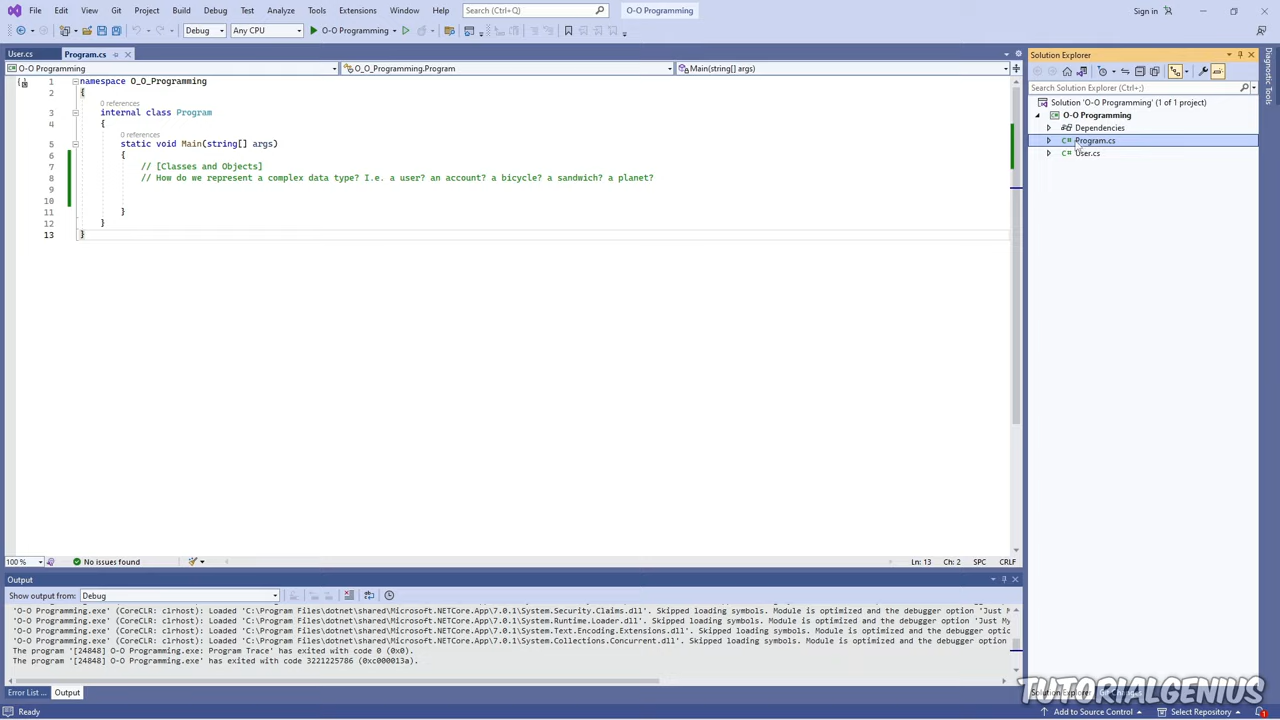 File Edit View Git Project Build Debug Test Analyze Tools Extensions Window Help Search (Ctrl+Q) O-O Programming Sign in
Debug Any CPU O-O Programming
User.cs Program.cs
O-O Programming O_O_Programming.Program Main(string[] args)
1 namespace O_O_Programming
2 {
0 references
3 internal class Program
4 {
0 references
5 static void Main(string[] args)
6 {
7 // [Classes and Objects]
8 // How do we represent a complex data type? I.e. a user? an account? a bicycle? a sandwich? a planet?
9
10
11 }
12 }
13 }
100 % No issues found Ln: 13 Ch: 2 SPC CRLF
Output
Show output from: Debug
'O-O Programming.exe' (CoreCLR: clrhost): Loaded 'C:\Program Files\dotnet\shared\Microsoft.NETCore.App\7.0.1\System.Security.Claims.dll'. Skipped loading symbols. Module is optimized and the debugger option 'Just M
'O-O Programming.exe' (CoreCLR: clrhost): Loaded 'C:\Program Files\dotnet\shared\Microsoft.NETCore.App\7.0.1\System.Runtime.Loader.dll'. Skipped loading symbols. Module is optimized and the debugger option 'Just My
'O-O Programming.exe' (CoreCLR: clrhost): Loaded 'C:\Program Files\dotnet\shared\Microsoft.NETCore.App\7.0.1\System.Text.Encoding.Extensions.dll'. Skipped loading symbols. Module is optimized and the debugger optio
'O-O Programming.exe' (CoreCLR: clrhost): Loaded 'C:\Program Files\dotnet\shared\Microsoft.NETCore.App\7.0.1\System.Collections.Concurrent.dll'. Skipped loading symbols. Module is optimized and the debugger option
The program '[24848] O-O Programming.exe: Program Trace' has exited with code 0 (0x0).
The program '[24848] O-O Programming.exe' has exited with code 3221225786 (0xc000013a).
Error List ... Output
Ready Add to Source Control Select Repository 1
Solution Explorer
Search Solution Explorer (Ctrl+;)
Solution 'O-O Programming' (1 of 1 project)
O-O Programming
Dependencies
C# Program.cs
C# User.cs
Solution Explorer Git Changes
Diagnostic Tools
TUTORIALGENIUS